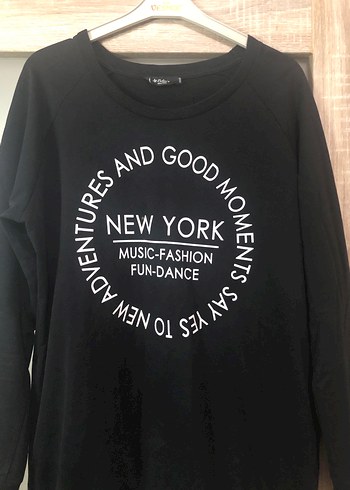 SAY YES TO NEW ADVENTURES AND GOOD MOMENTS
NEW YORK
MUSIC-FASHION
FUN-DANCE